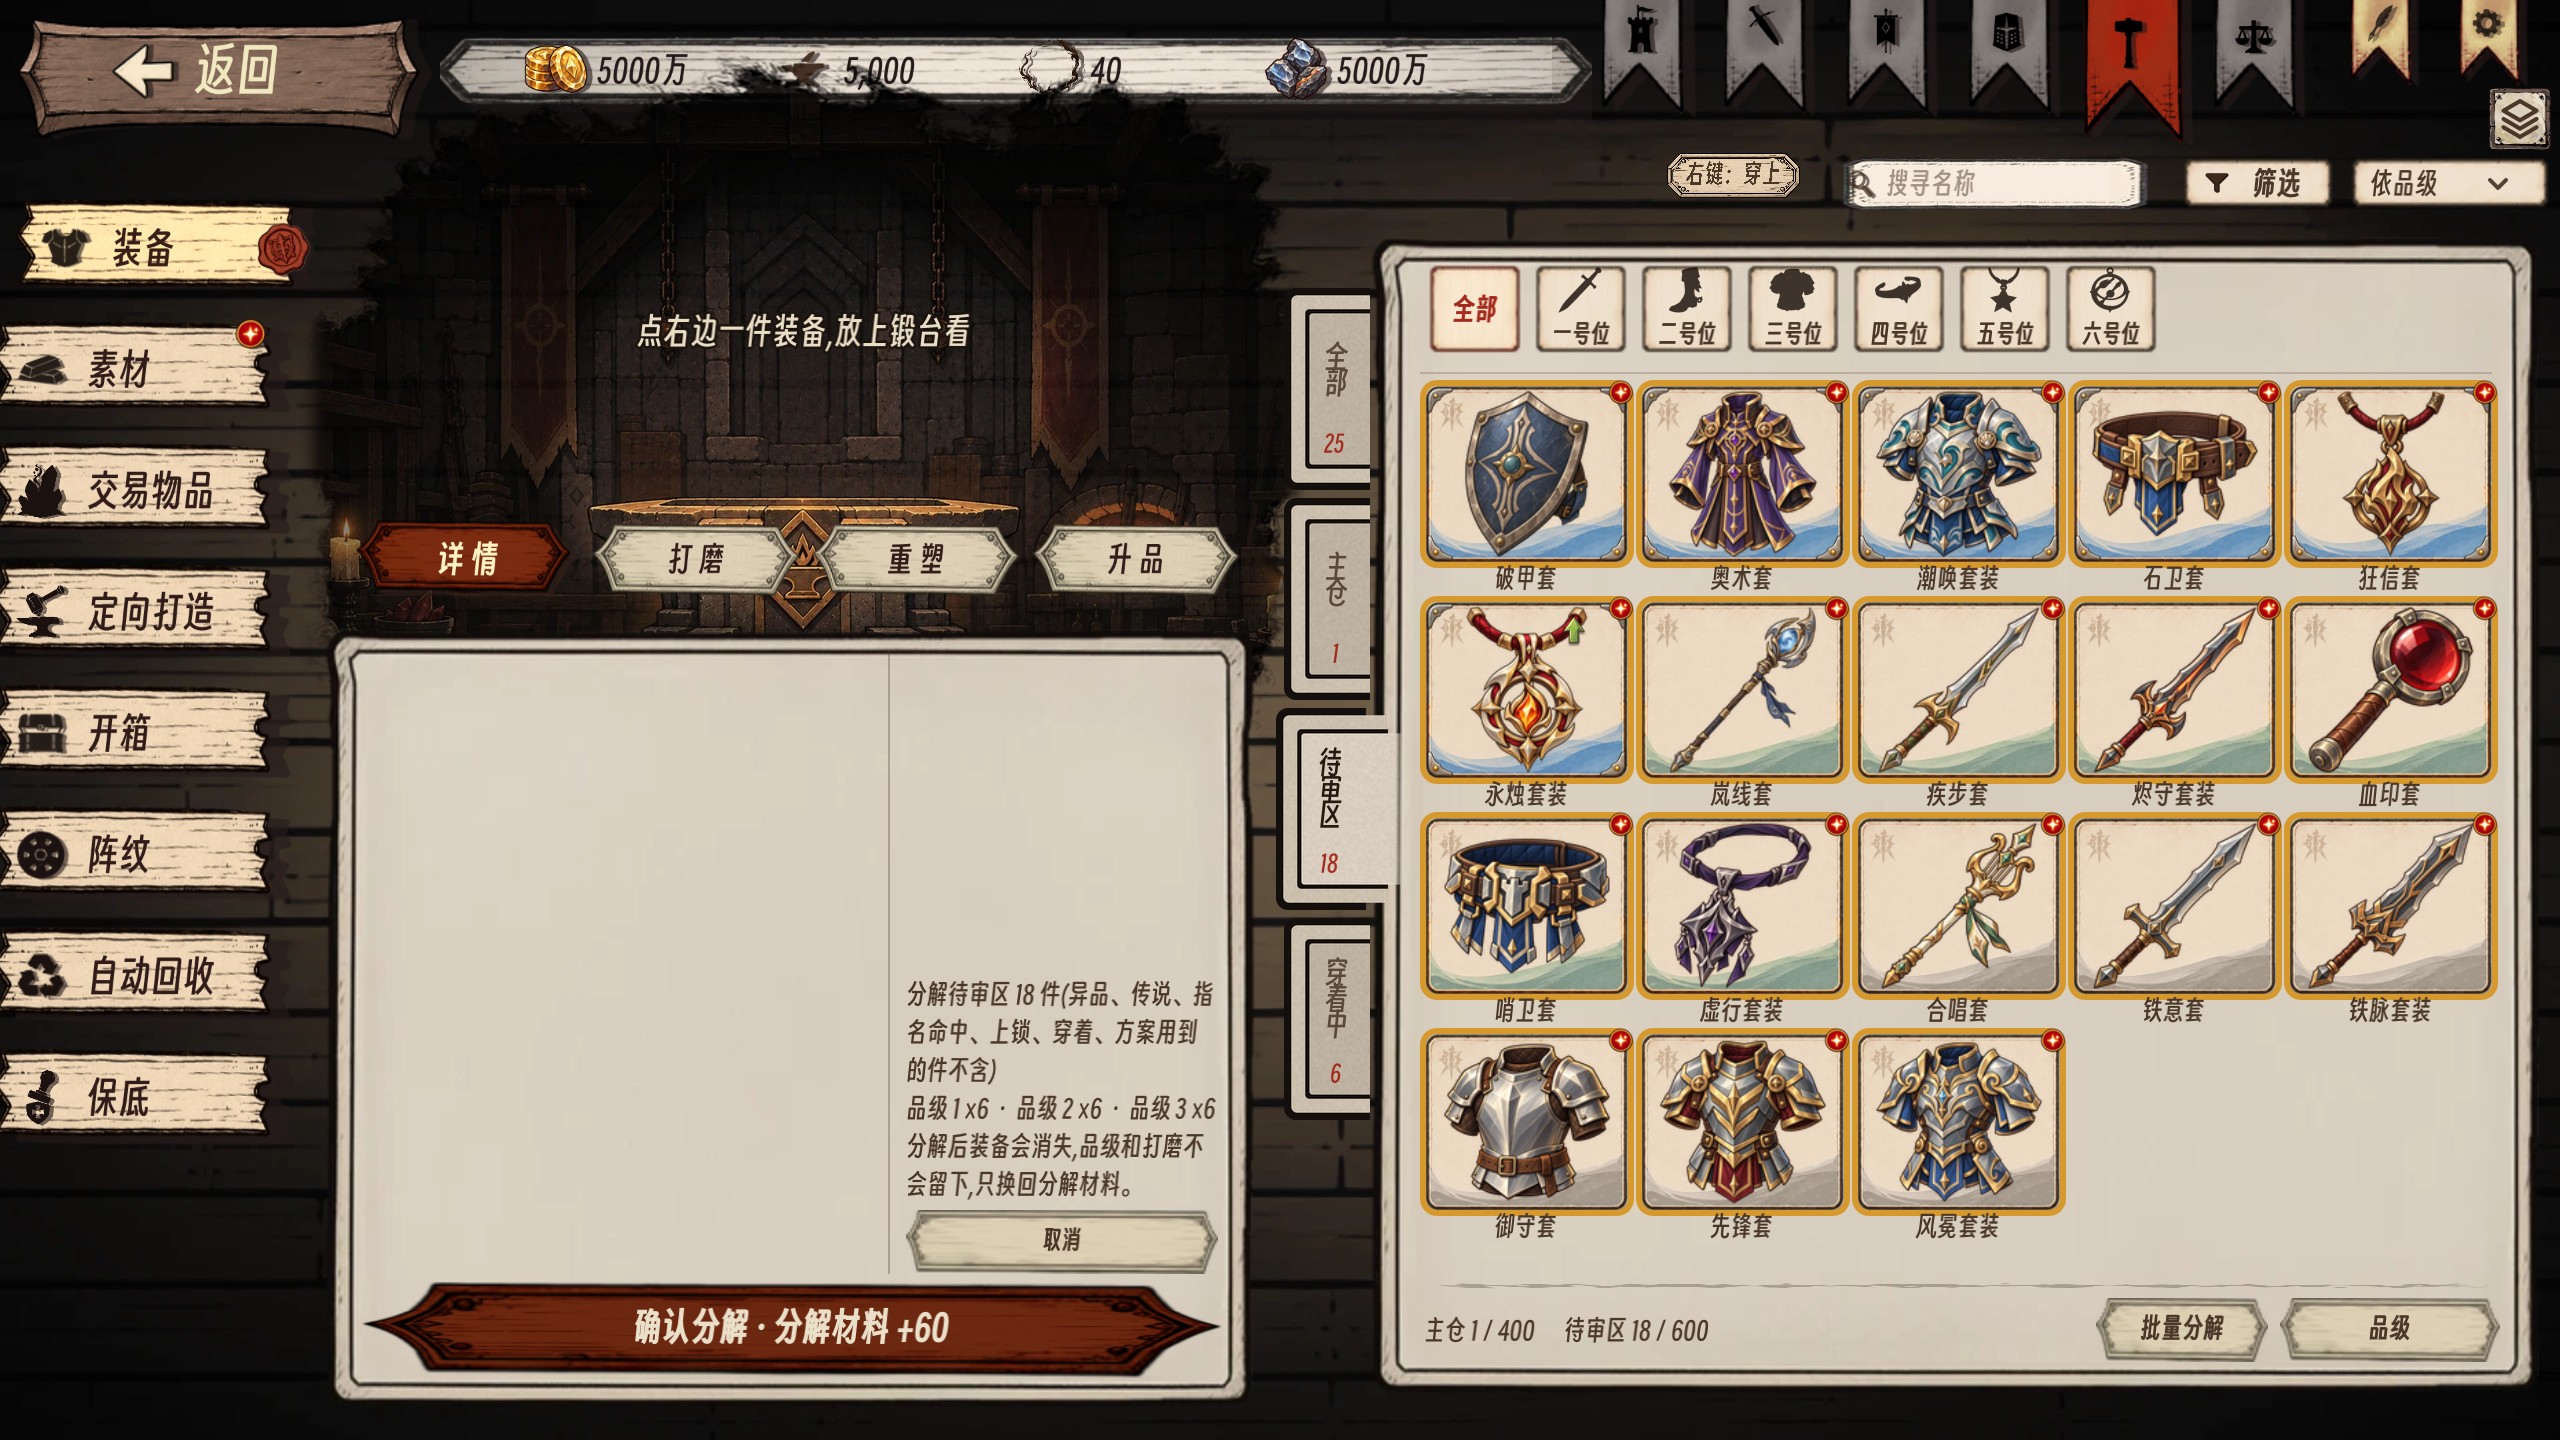 返回
5000万
5,000
40
5000万
右键：穿上
搜寻名称
筛选
依品级
装备
素材
交易物品
定向打造
开箱
阵纹
自动回收
保底
点右边一件装备,放上锻台看
详情
打磨
重塑
升品
分解待审区 18 件(异品、传说、指
名命中、上锁、穿着、方案用到
的件不含)
品级 1 x6 · 品级 2 x6 · 品级 3 x6
分解后装备会消失,品级和打磨不
会留下,只换回分解材料。
取消
确认分解 · 分解材料 +60
全部
25
主仓
1
待审区
18
穿着中
6
全部
一号位
二号位
三号位
四号位
五号位
六号位
破甲套
奥术套
潮唤套装
石卫套
狂信套
永烛套装
岚线套
疾步套
烬守套装
血印套
哨卫套
虚行套装
合唱套
铁意套
铁脉套装
御守套
先锋套
风冕套装
主仓 1 / 400
待审区 18 / 600
批量分解
品级